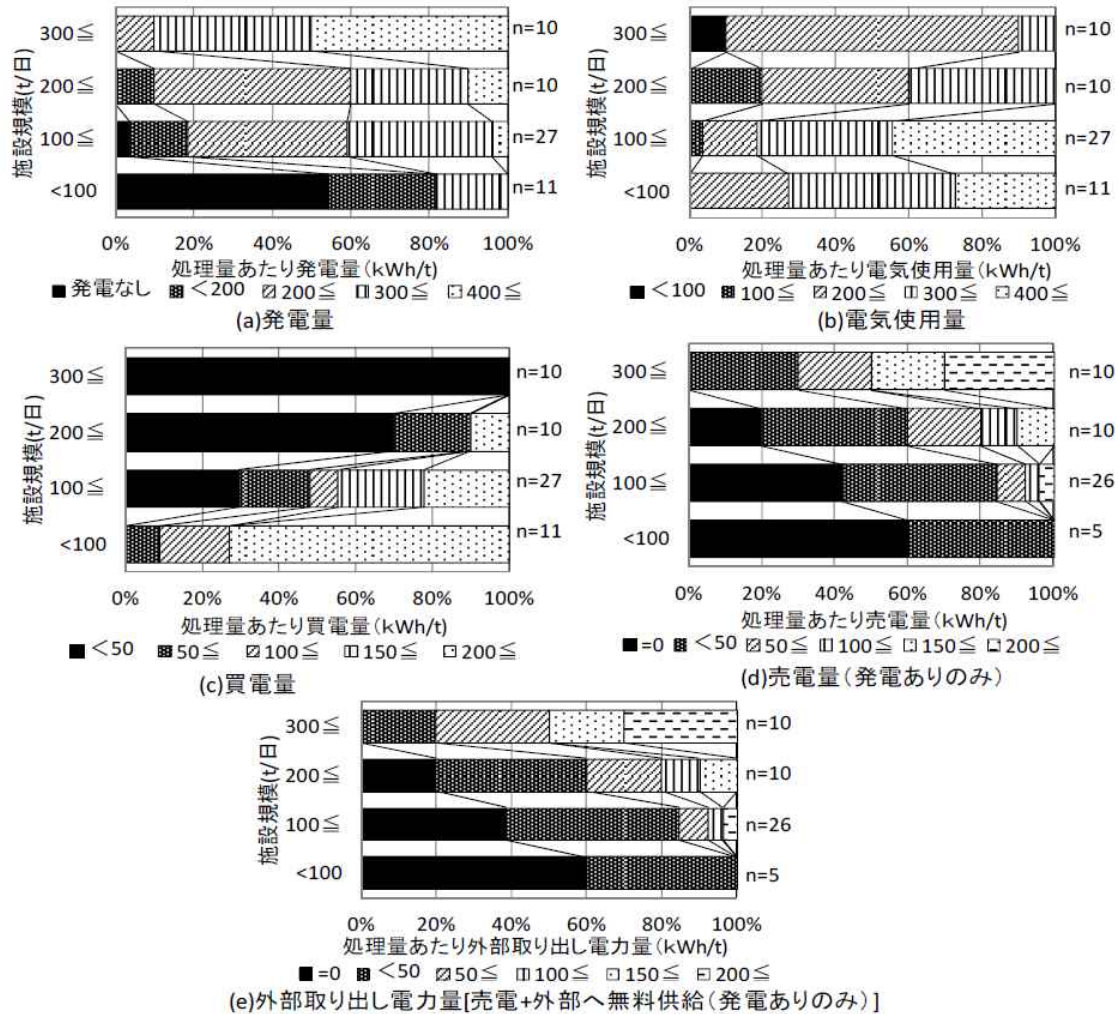 施設規模(t/日)
300≦ n=10
200≦ n=10
100≦ n=27
<100 n=11
0% 20% 40% 60% 80% 100%
処理量あたり発電量(kWh/t)
発電なし <200 200≦ 300≦ 400≦
(a)発電量
300≦ n=10
200≦ n=10
100≦ n=27
<100 n=11
施設規模(t/日)
0% 20% 40% 60% 80% 100%
処理量あたり電気使用量(kWh/t)
<100 100≦ 200≦ 300≦ 400≦
(b)電気使用量
施設規模(t/日)
300≦ n=10
200≦ n=10
100≦ n=27
<100 n=11
0% 20% 40% 60% 80% 100%
処理量あたり買電量(kWh/t)
<50 50≦ 100≦ 150≦ 200≦
(c)買電量
施設規模(t/日)
300≦ n=10
200≦ n=10
100≦ n=26
<100 n=5
0% 20% 40% 60% 80% 100%
処理量あたり売電量(kWh/t)
=0 <50 50≦ 100≦ 150≦ 200≦
(d)売電量(発電ありのみ)
施設規模(t/日)
300≦ n=10
200≦ n=10
100≦ n=26
<100 n=5
0% 20% 40% 60% 80% 100%
処理量あたり外部取り出し電力量(kWh/t)
=0 <50 50≦ 100≦ 150≦ 200≦
(e)外部取り出し電力量[売電+外部へ無料供給(発電ありのみ)]